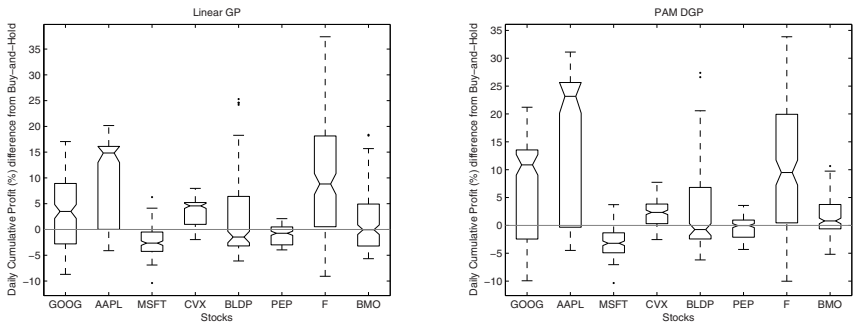 Linear GP
Daily Cumulative Profit (%) difference from Buy−and−Hold
35
30
25
20
15
10
5
0
−5
−10
GOOG AAPL MSFT CVX BLDP PEP F BMO
Stocks
PAM DGP
Daily Cumulative Profit (%) difference from Buy−and−Hold
35
30
25
20
15
10
5
0
−5
−10
GOOG AAPL MSFT CVX BLDP PEP F BMO
Stocks